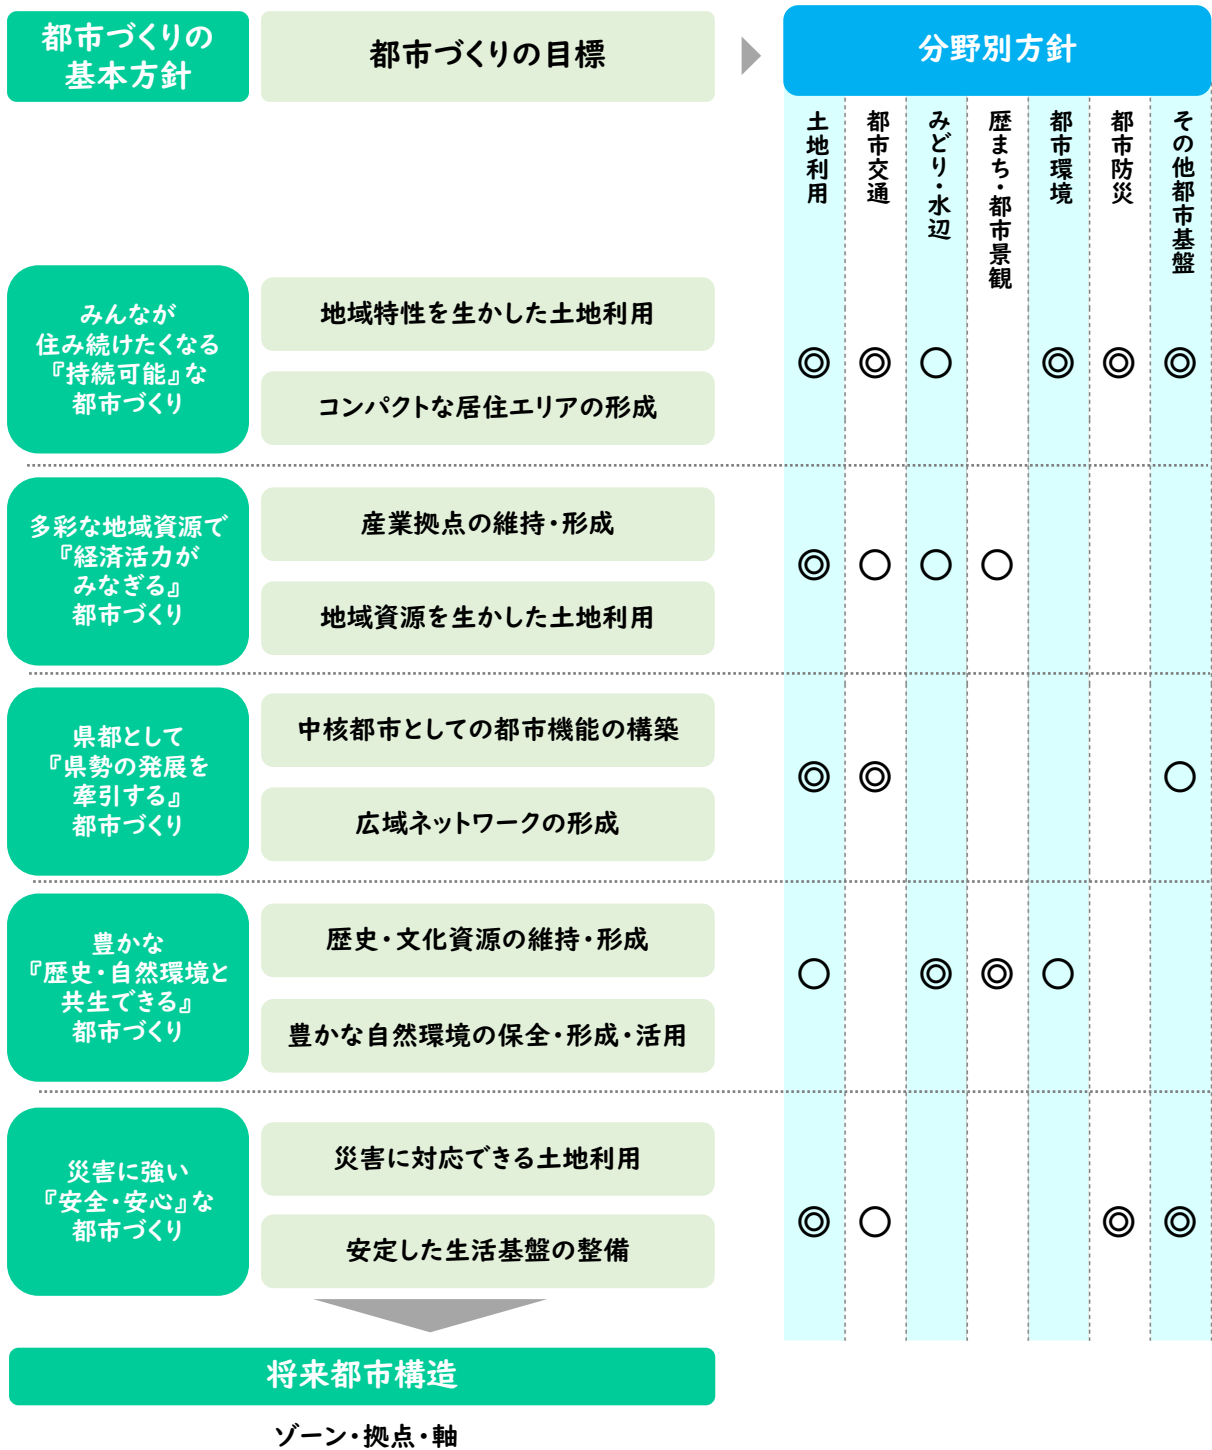 都市づくりの
基本方針
都市づくりの目標
分野別方針
土地利用
都市交通
みどり・水辺
歴まち・都市景観
都市環境
都市防災
その他都市基盤
みんなが
住み続けたくなる
『持続可能』な
都市づくり
地域特性を生かした土地利用
コンパクトな居住エリアの形成
◎ ◎ ○ ◎ ◎ ◎
多彩な地域資源で
『経済活力が
みなぎる』
都市づくり
産業拠点の維持・形成
地域資源を生かした土地利用
◎ ○ ○ ○
県都として
『県勢の発展を
牽引する』
都市づくり
中核都市としての都市機能の構築
広域ネットワークの形成
◎ ◎ ○
豊かな
『歴史・自然環境と
共生できる』
都市づくり
歴史・文化資源の維持・形成
豊かな自然環境の保全・形成・活用
○ ◎ ◎ ○
災害に強い
『安全・安心』な
都市づくり
災害に対応できる土地利用
安定した生活基盤の整備
◎ ○ ◎ ◎
将来都市構造
ゾーン・拠点・軸